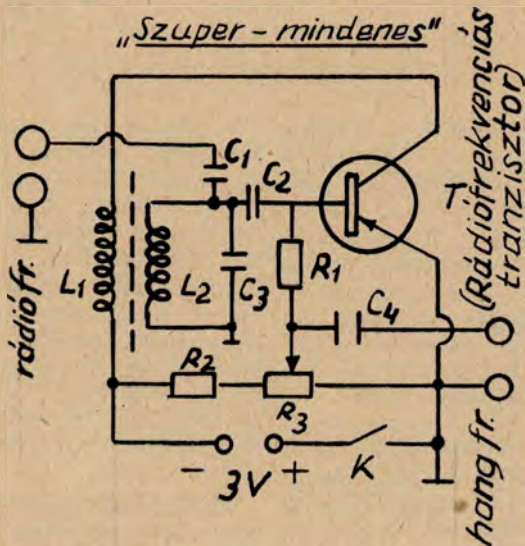 „Szuper - mindenes"
C1
C2
T
(Rádiófrekvenciás
tranzisztor)
L1
L2
C3
R1
C4
rádió fr.
R2
R3
- 3V +
K
hang fr.